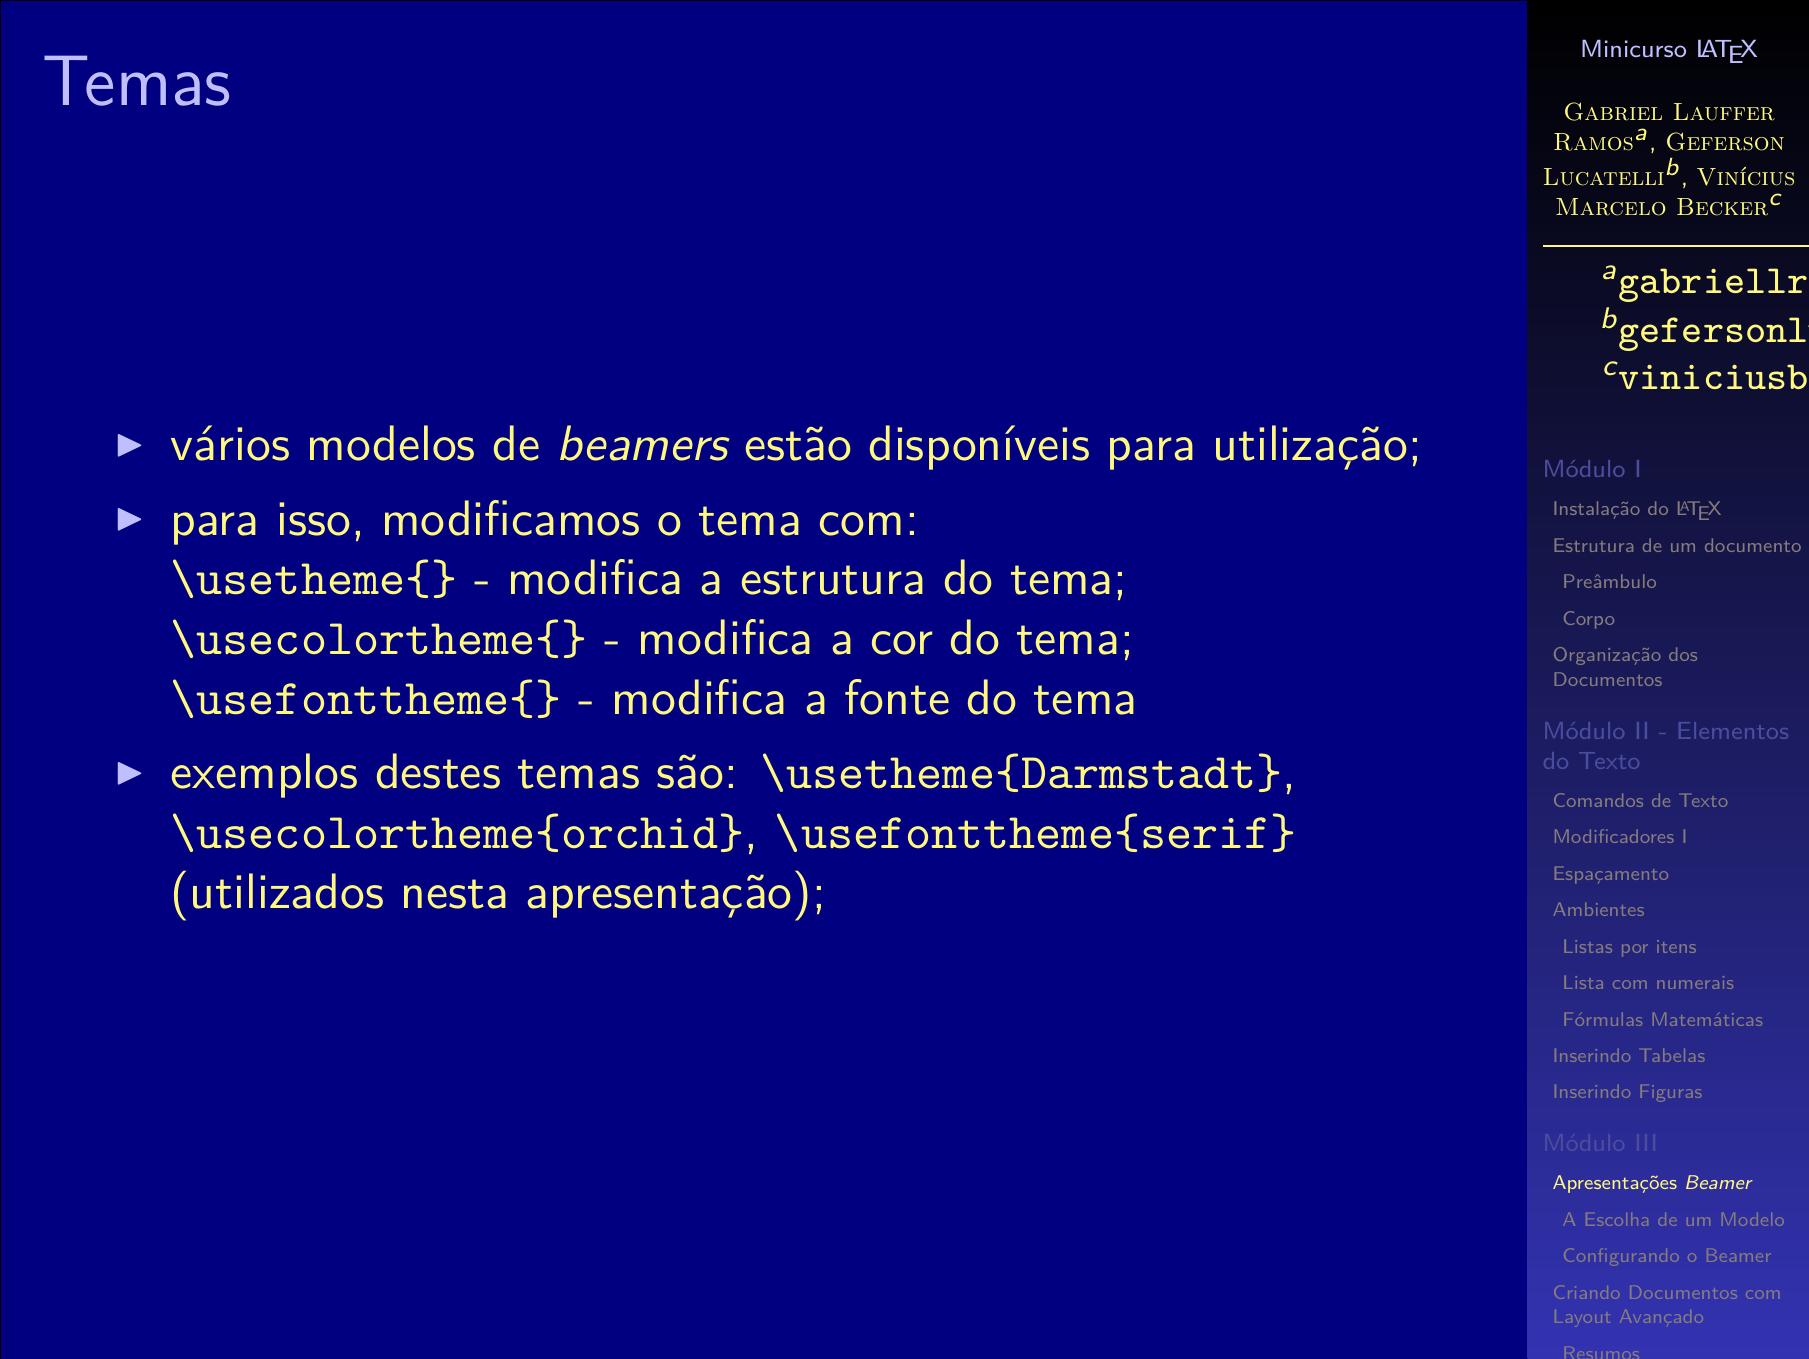 Temas
▶ vários modelos de beamers estão disponíveis para utilização;
▶ para isso, modificamos o tema com:
\usetheme{} - modifica a estrutura do tema;
\usecolortheme{} - modifica a cor do tema;
\usefonttheme{} - modifica a fonte do tema
▶ exemplos destes temas são: \usetheme{Darmstadt},
\usecolortheme{orchid}, \usefonttheme{serif}
(utilizados nesta apresentação);
Minicurso LATEX
Gabriel Lauffer
Ramos^a, Geferson
Lucatelli^b, Vinícius
Marcelo Becker^c
^a gabriellr
^b gefersonl
^c viniciusb
Módulo I
Instalação do LATEX
Estrutura de um documento
Preâmbulo
Corpo
Organização dos
Documentos
Módulo II - Elementos
do Texto
Comandos de Texto
Modificadores I
Espaçamento
Ambientes
Listas por itens
Lista com numerais
Fórmulas Matemáticas
Inserindo Tabelas
Inserindo Figuras
Módulo III
Apresentações Beamer
A Escolha de um Modelo
Configurando o Beamer
Criando Documentos com
Layout Avançado
Resumos